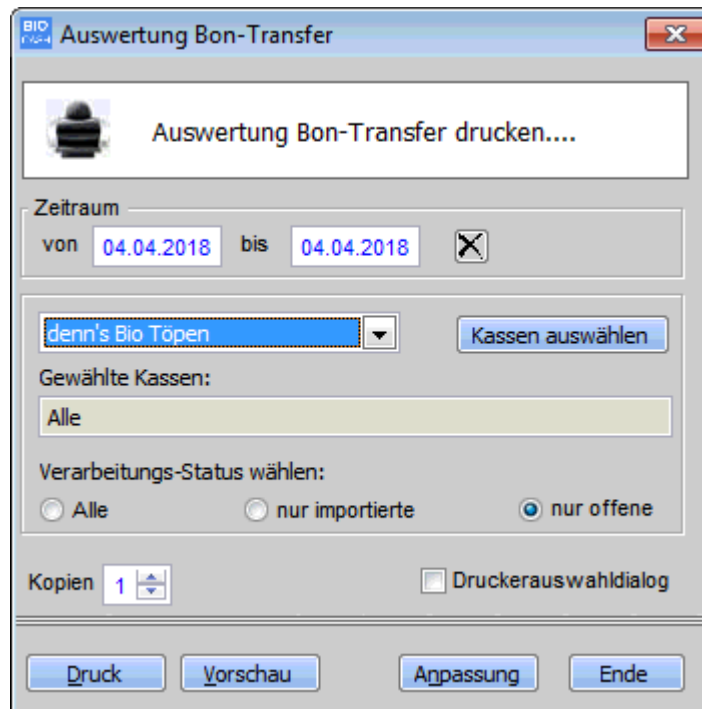 BIO
CASH
Auswertung Bon-Transfer
Auswertung Bon-Transfer drucken....
Zeitraum
von 04.04.2018 bis 04.04.2018
denn's Bio Töpen Kassen auswählen
Gewählte Kassen:
Alle
Verarbeitungs-Status wählen:
Alle nur importierte nur offene
Kopien 1 Druckerauswahldialog
Druck Vorschau Anpassung Ende